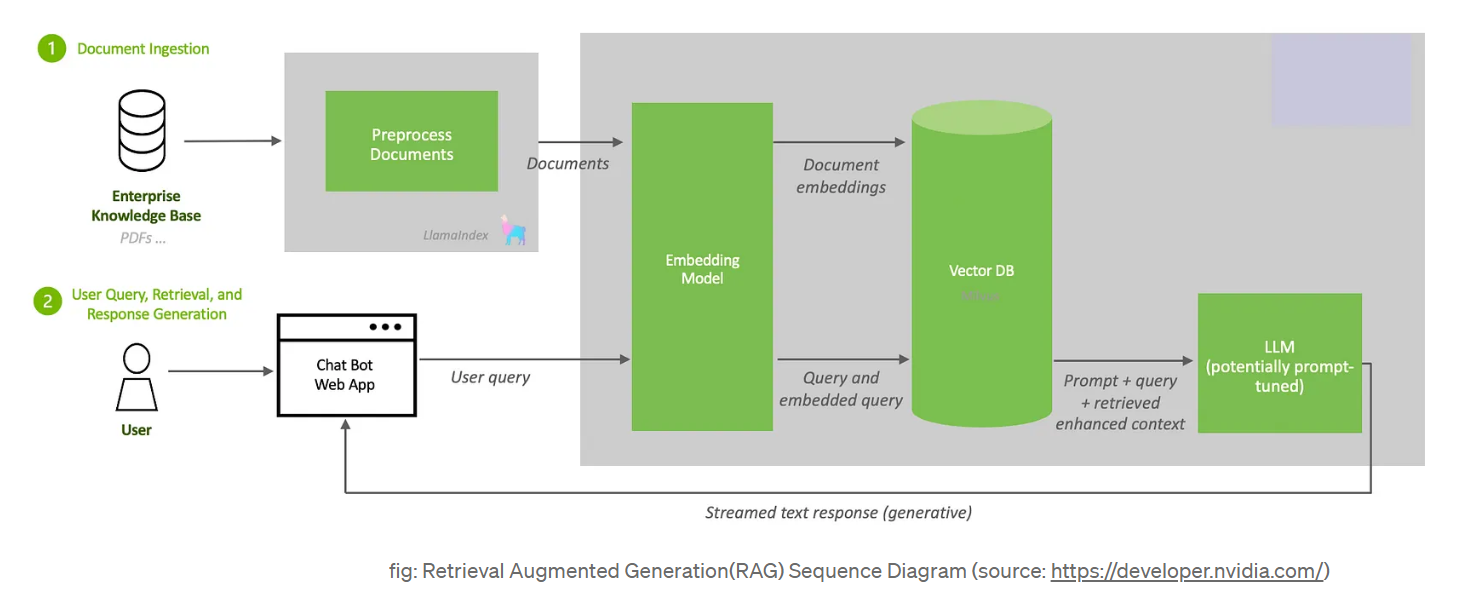 1 Document Ingestion
Preprocess
Documents
Documents
Enterprise
Knowledge Base
PDFs ...
LlamaIndex
Document
embeddings
Embedding
Model
Vector DB
2 User Query, Retrieval, and
Response Generation
User
Chat Bot
Web App
User query
Query and
embedded query
Prompt + query
+ retrieved
enhanced context
LLM
(potentially prompt-
tuned)
Streamed text response (generative)
fig: Retrieval Augmented Generation(RAG) Sequence Diagram (source: https://developer.nvidia.com/)